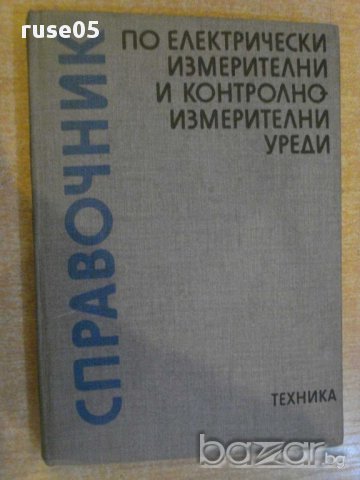 ruse05
СПРАВОЧНИК
ПО ЕЛЕКТРИЧЕСКИ
ИЗМЕРИТЕЛНИ
И КОНТРОЛНО-
ИЗМЕРИТЕЛНИ
УРЕДИ
ТЕХНИКА
bazar.bg